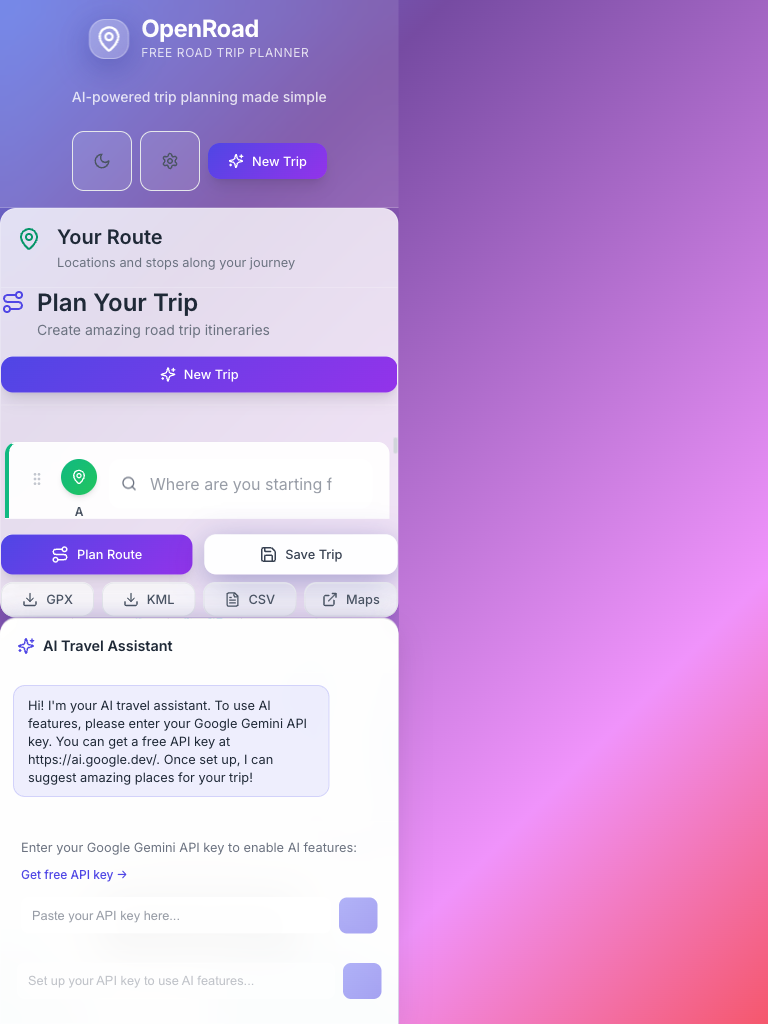 OpenRoad
FREE ROAD TRIP PLANNER
AI-powered trip planning made simple
New Trip
Your Route
Locations and stops along your journey
Plan Your Trip
Create amazing road trip itineraries
New Trip
Where are you starting f
A
Plan Route
Save Trip
GPX
KML
CSV
Maps
AI Travel Assistant
Hi! I'm your AI travel assistant. To use AI
features, please enter your Google Gemini API
key. You can get a free API key at
https://ai.google.dev/. Once set up, I can
suggest amazing places for your trip!
Enter your Google Gemini API key to enable AI features:
Get free API key →
Paste your API key here...
Set up your API key to use AI features...